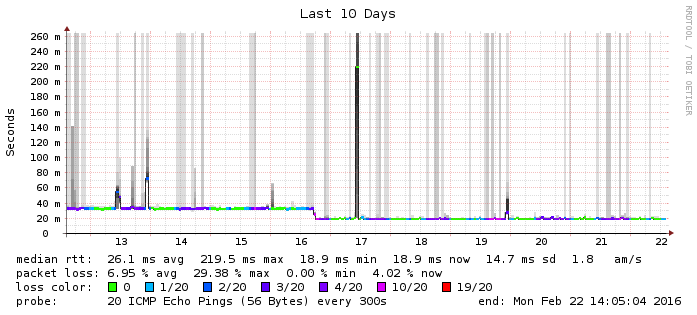 Last 10 Days
RRDTOOL / TOBI OETIKER
Seconds
260 m
240 m
220 m
200 m
180 m
160 m
140 m
120 m
100 m
80 m
60 m
40 m
20 m
0
13 14 15 16 17 18 19 20 21 22
median rtt: 26.1 ms avg 219.5 ms max 18.9 ms min 18.9 ms now 14.7 ms sd 1.8 am/s
packet loss: 6.95 % avg 29.38 % max 0.00 % min 4.02 % now
loss color: 0 1/20 2/20 3/20 4/20 10/20 19/20
probe: 20 ICMP Echo Pings (56 Bytes) every 300s end: Mon Feb 22 14:05:04 2016